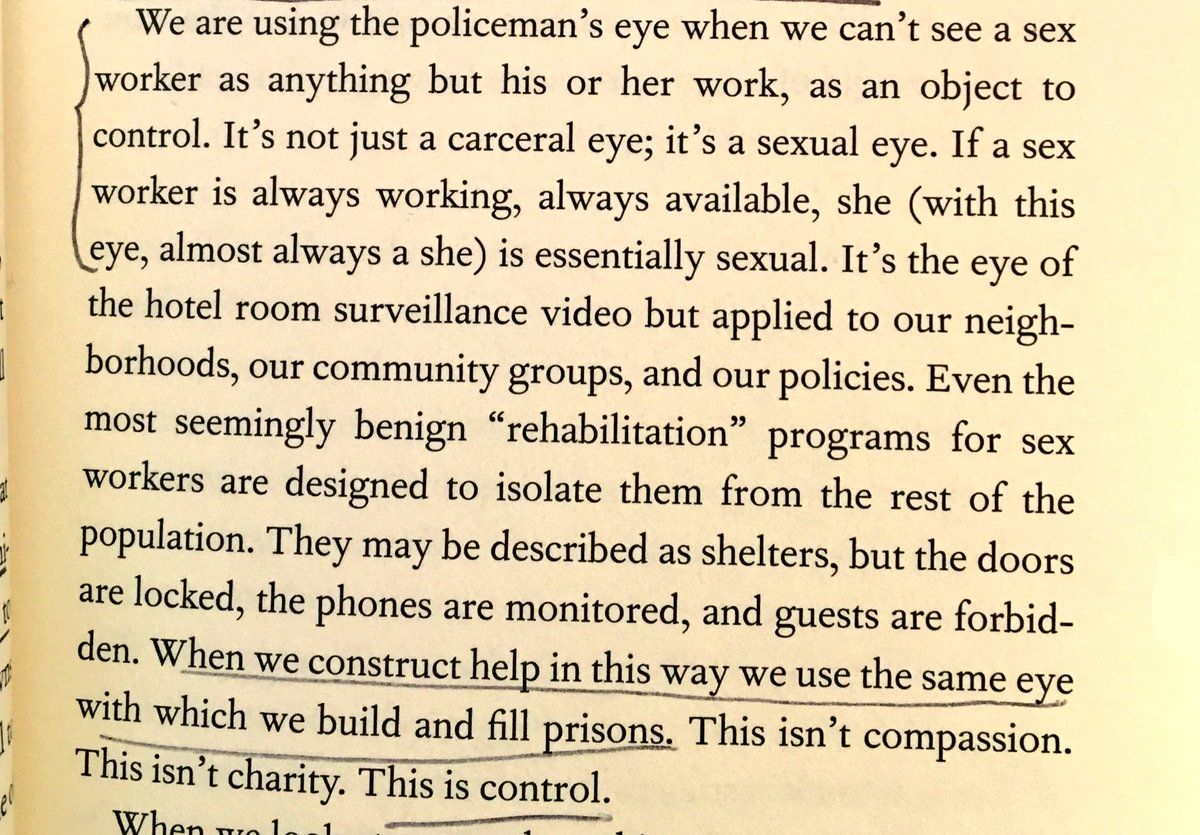 We are using the policeman's eye when we can't see a sex
worker as anything but his or her work, as an object to
control. It's not just a carceral eye; it's a sexual eye. If a sex
worker is always working, always available, she (with this
eye, almost always a she) is essentially sexual. It's the eye of
the hotel room surveillance video but applied to our neigh-
borhoods, our community groups, and our policies. Even the
most seemingly benign “rehabilitation” programs for sex
workers are designed to isolate them from the rest of the
population. They may be described as shelters, but the doors
are locked, the phones are monitored, and guests are forbid-
den. When we construct help in this way we use the same eye
with which we build and fill prisons. This isn't compassion.
This isn't charity. This is control.
When we